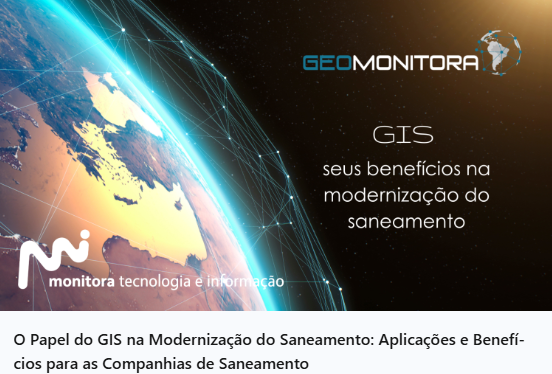 GEOMONITORA
GIS
seus benefícios na
modernização do
saneamento
monitora tecnologia e informação
O Papel do GIS na Modernização do Saneamento: Aplicações e Benefí-
cios para as Companhias de Saneamento